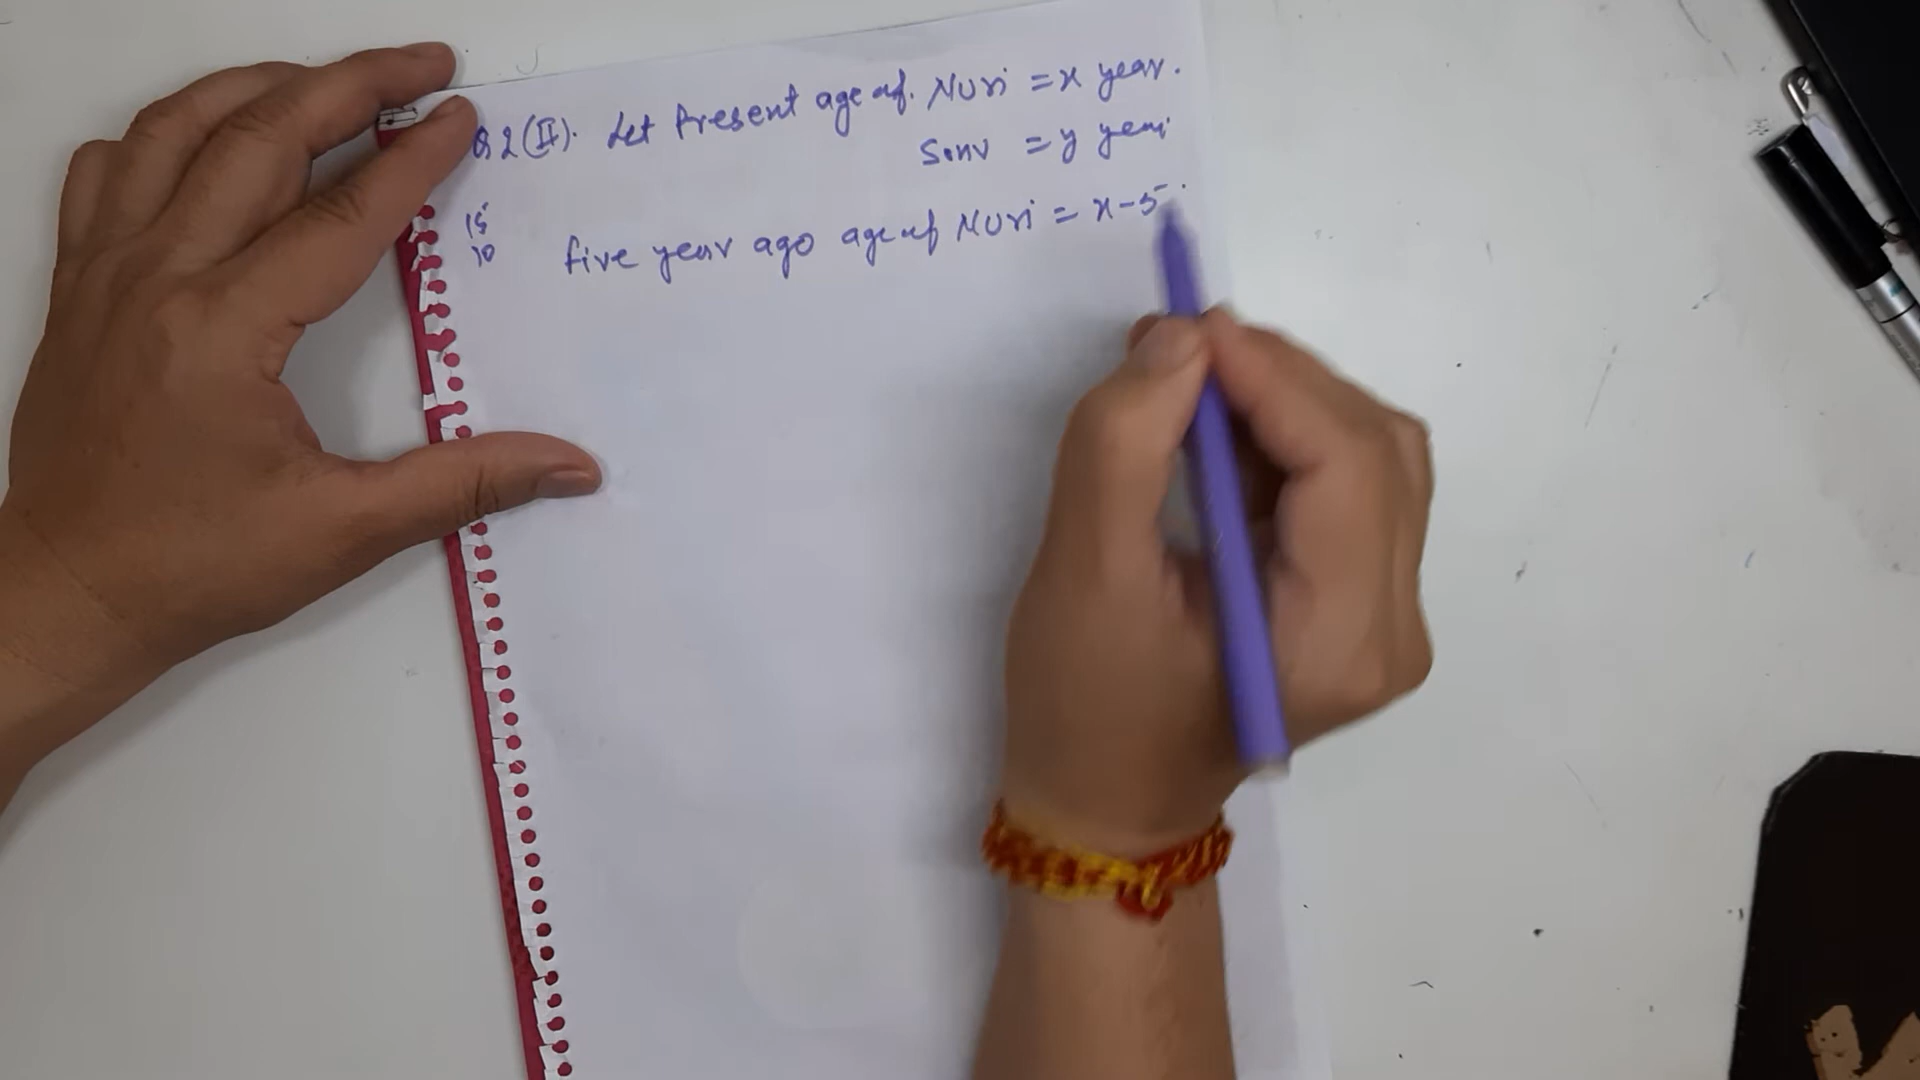 Q2(II). Let Present age of. Nuri = x year.
Sonu = y year
15
10
five year ago age of Nuri = x-5.